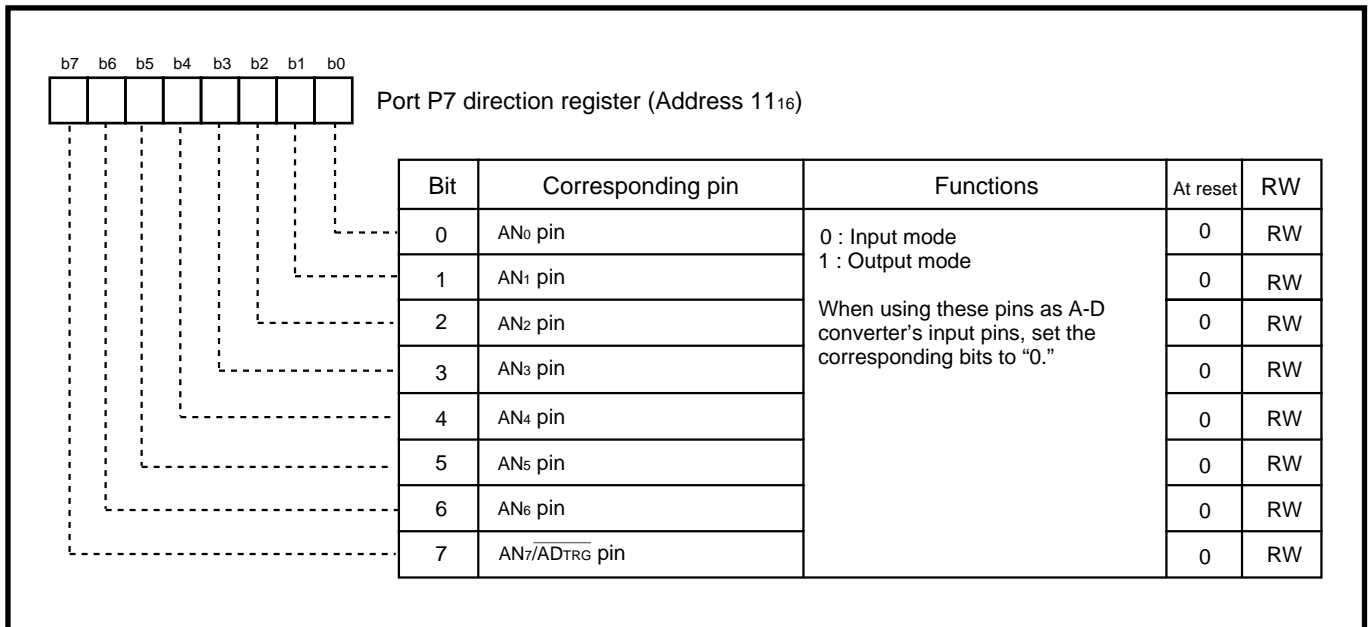 b7 b6 b5 b4 b3 b2 b1 b0
Port P7 direction register (Address 11₁₆)
Bit Corresponding pin Functions At reset RW
0 AN₀ pin 0 : Input mode 0 RW
1 : Output mode
1 AN₁ pin 0 RW
When using these pins as A-D
2 AN₂ pin converter’s input pins, set the 0 RW
corresponding bits to “0.”
3 AN₃ pin 0 RW
4 AN₄ pin 0 RW
5 AN₅ pin 0 RW
6 AN₆ pin 0 RW
7 AN₇/ADTRG pin 0 RW